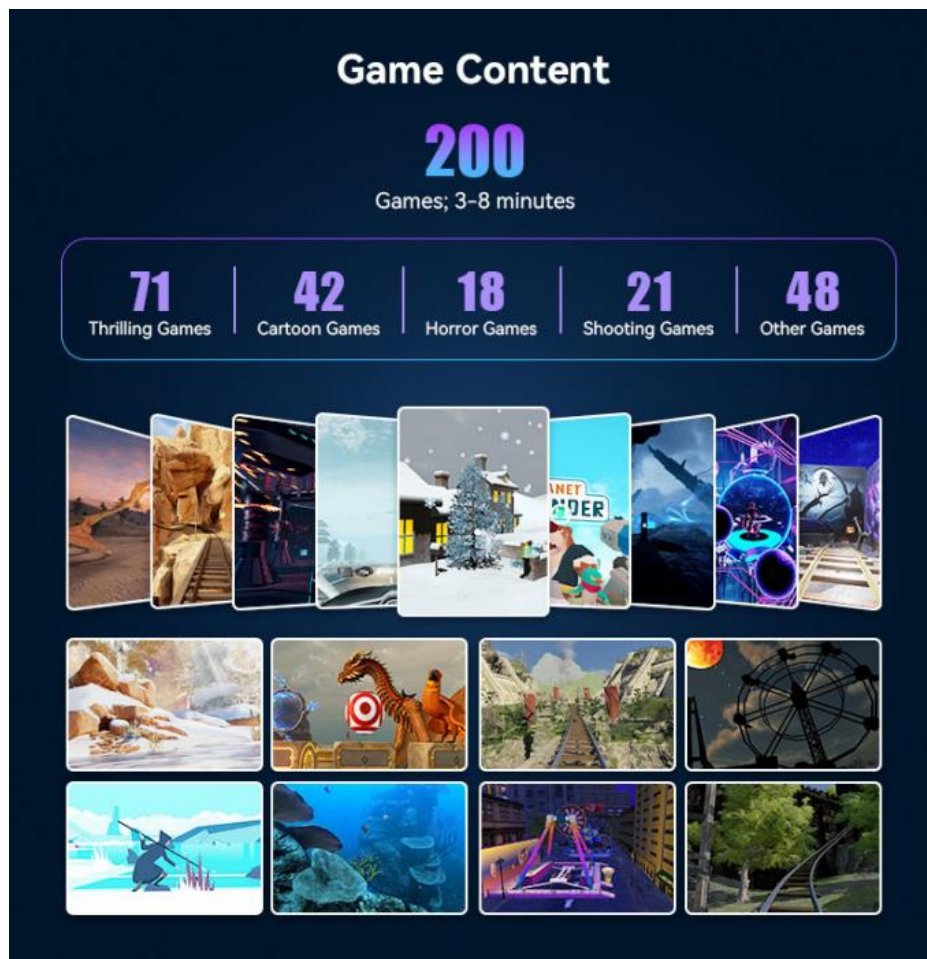 Game Content
200
Games; 3-8 minutes
71
Thrilling Games
42
Cartoon Games
18
Horror Games
21
Shooting Games
48
Other Games